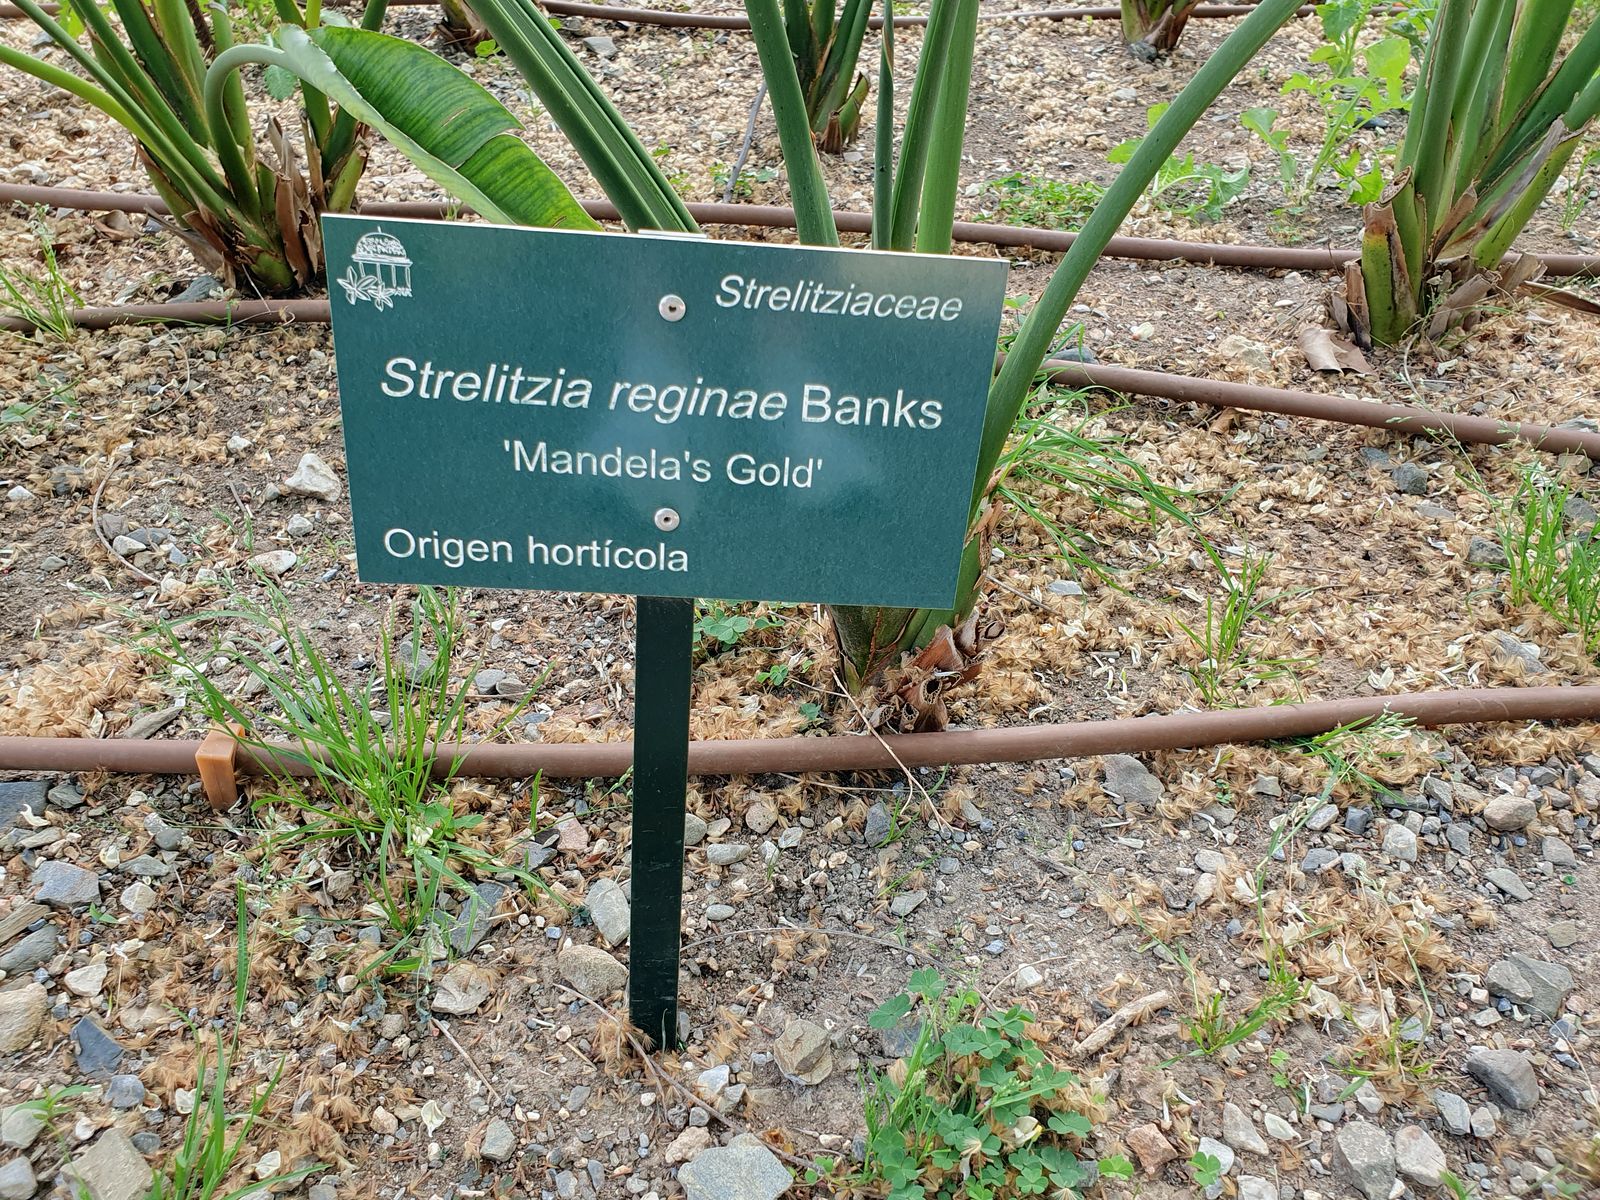 Strelitziaceae
Strelitzia reginae Banks
'Mandela's Gold'
Origen hortícola